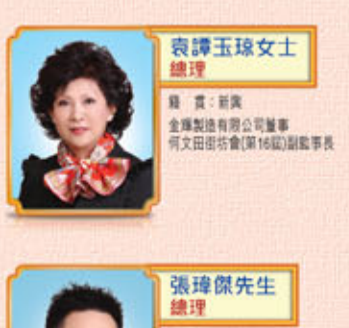 袁譚玉琼女士
總理
籍 貫：新興
金輝製造有限公司董事
何文田街坊會(第16屆)副監事長
張瑋傑先生
總理